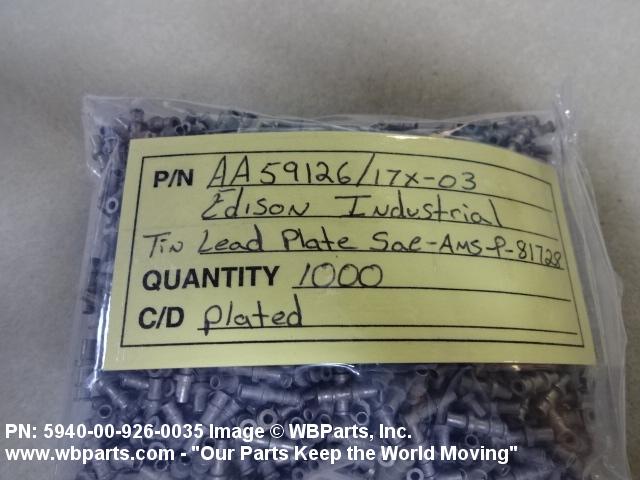 P/N AA59126/17X-03
Edison Industrial
Tin Lead Plate Sae-AMS-P-81728
QUANTITY 1000
C/D plated
PN: 5940-00-926-0035 Image © WBParts, Inc.
www.wbparts.com - "Our Parts Keep the World Moving"